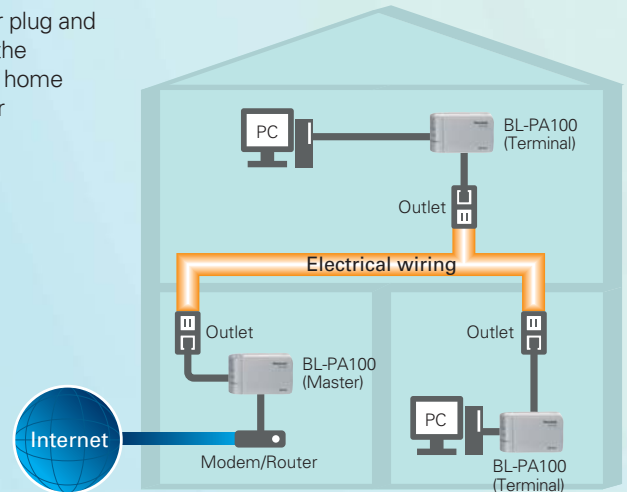 r plug and
the
home
r
PC
BL-PA100
(Terminal)
Outlet
Electrical wiring
Outlet
Outlet
BL-PA100
(Master)
Internet
PC
Modem/Router
BL-PA100
(Terminal)